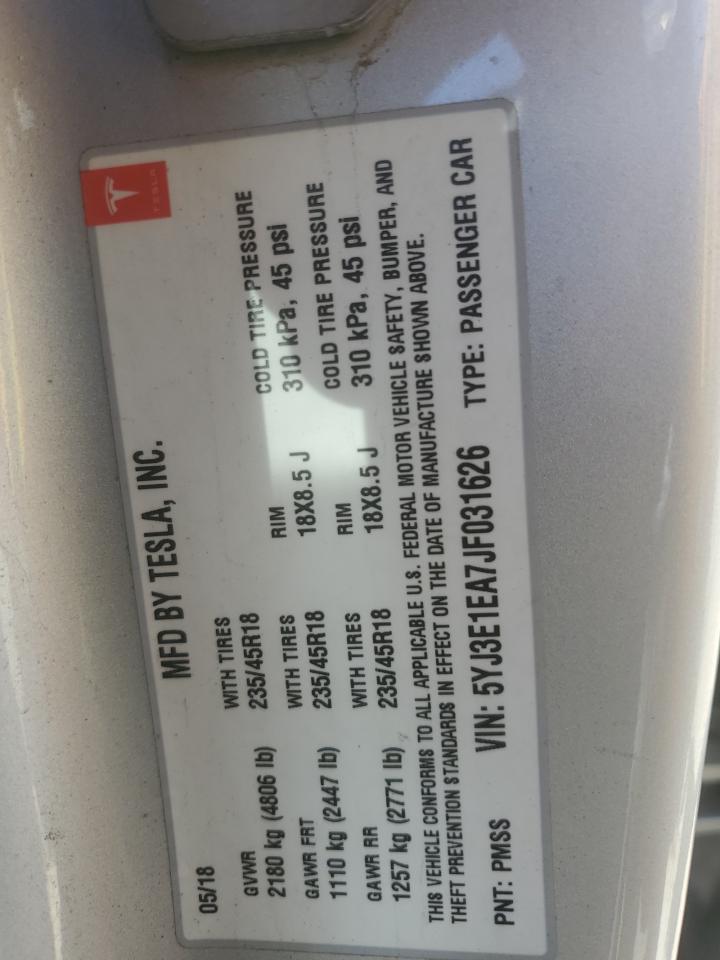 TESLA
MFD BY TESLA, INC.
05/18
GVWR WITH TIRES COLD TIRE PRESSURE
2180 kg (4806 lb) 235/45R18
GAWR FRT WITH TIRES RIM 310 kPa, 45 psi
1110 kg (2447 lb) 235/45R18 18X8.5 J COLD TIRE PRESSURE
GAWR RR WITH TIRES RIM 310 kPa, 45 psi
1257 kg (2771 lb) 235/45R18 18X8.5 J
THIS VEHICLE CONFORMS TO ALL APPLICABLE U.S. FEDERAL MOTOR VEHICLE SAFETY, BUMPER, AND
THEFT PREVENTION STANDARDS IN EFFECT ON THE DATE OF MANUFACTURE SHOWN ABOVE.
PNT: PMSS VIN: 5YJ3E1EA7JF031626 TYPE: PASSENGER CAR